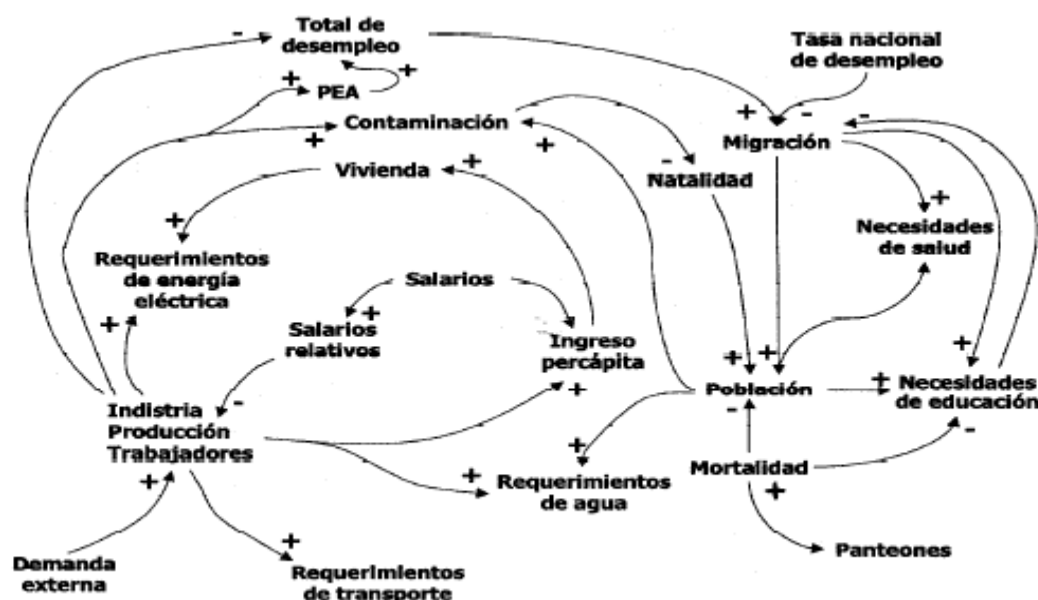 Total de
desempleo
Tasa nacional
de desempleo
PEA
Contaminación
Migración
Vivienda
Natalidad
Necesidades
de salud
Requerimientos
de energía
eléctrica
Salarios
Salarios
relativos
Ingreso
percápita
Población
Necesidades
de educación
Indistria
Producción
Trabajadores
Mortalidad
Requerimientos
de agua
Panteones
Demanda
externa
Requerimientos
de transporte